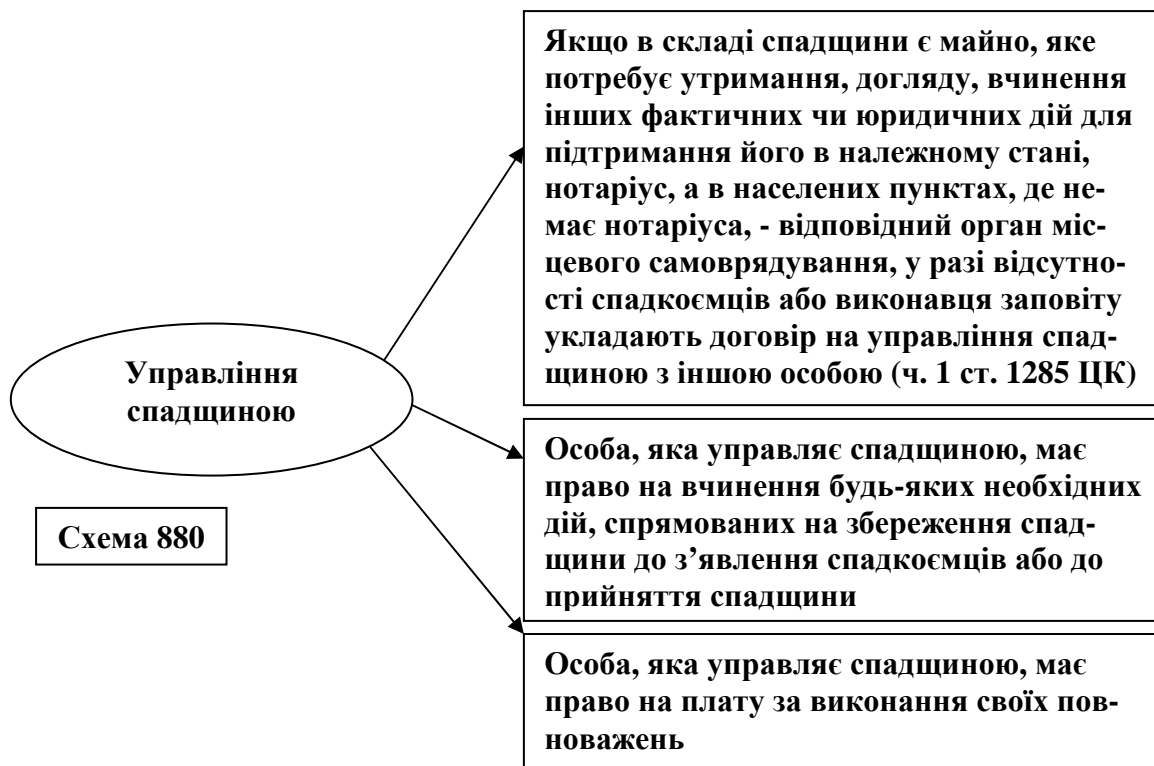 Якщо в складі спадщини є майно, яке
потребує утримання, догляду, вчинення
інших фактичних чи юридичних дій для
підтримання його в належному стані,
нотаріус, а в населених пунктах, де не-
має нотаріуса, - відповідний орган міс-
цевого самоврядування, у разі відсутно-
сті спадкоємців або виконавця заповіту
укладають договір на управління спад-
щиною з іншою особою (ч. 1 ст. 1285 ЦК)
Управління
спадщиною
Особа, яка управляє спадщиною, має
право на вчинення будь-яких необхідних
дій, спрямованих на збереження спад-
щини до з’явлення спадкоємців або до
прийняття спадщини
Схема 880
Особа, яка управляє спадщиною, має
право на плату за виконання своїх пов-
новажень